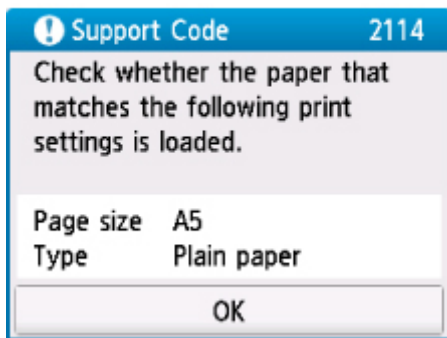 Support Code 2114
Check whether the paper that
matches the following print
settings is loaded.
Page size A5
Type Plain paper
OK